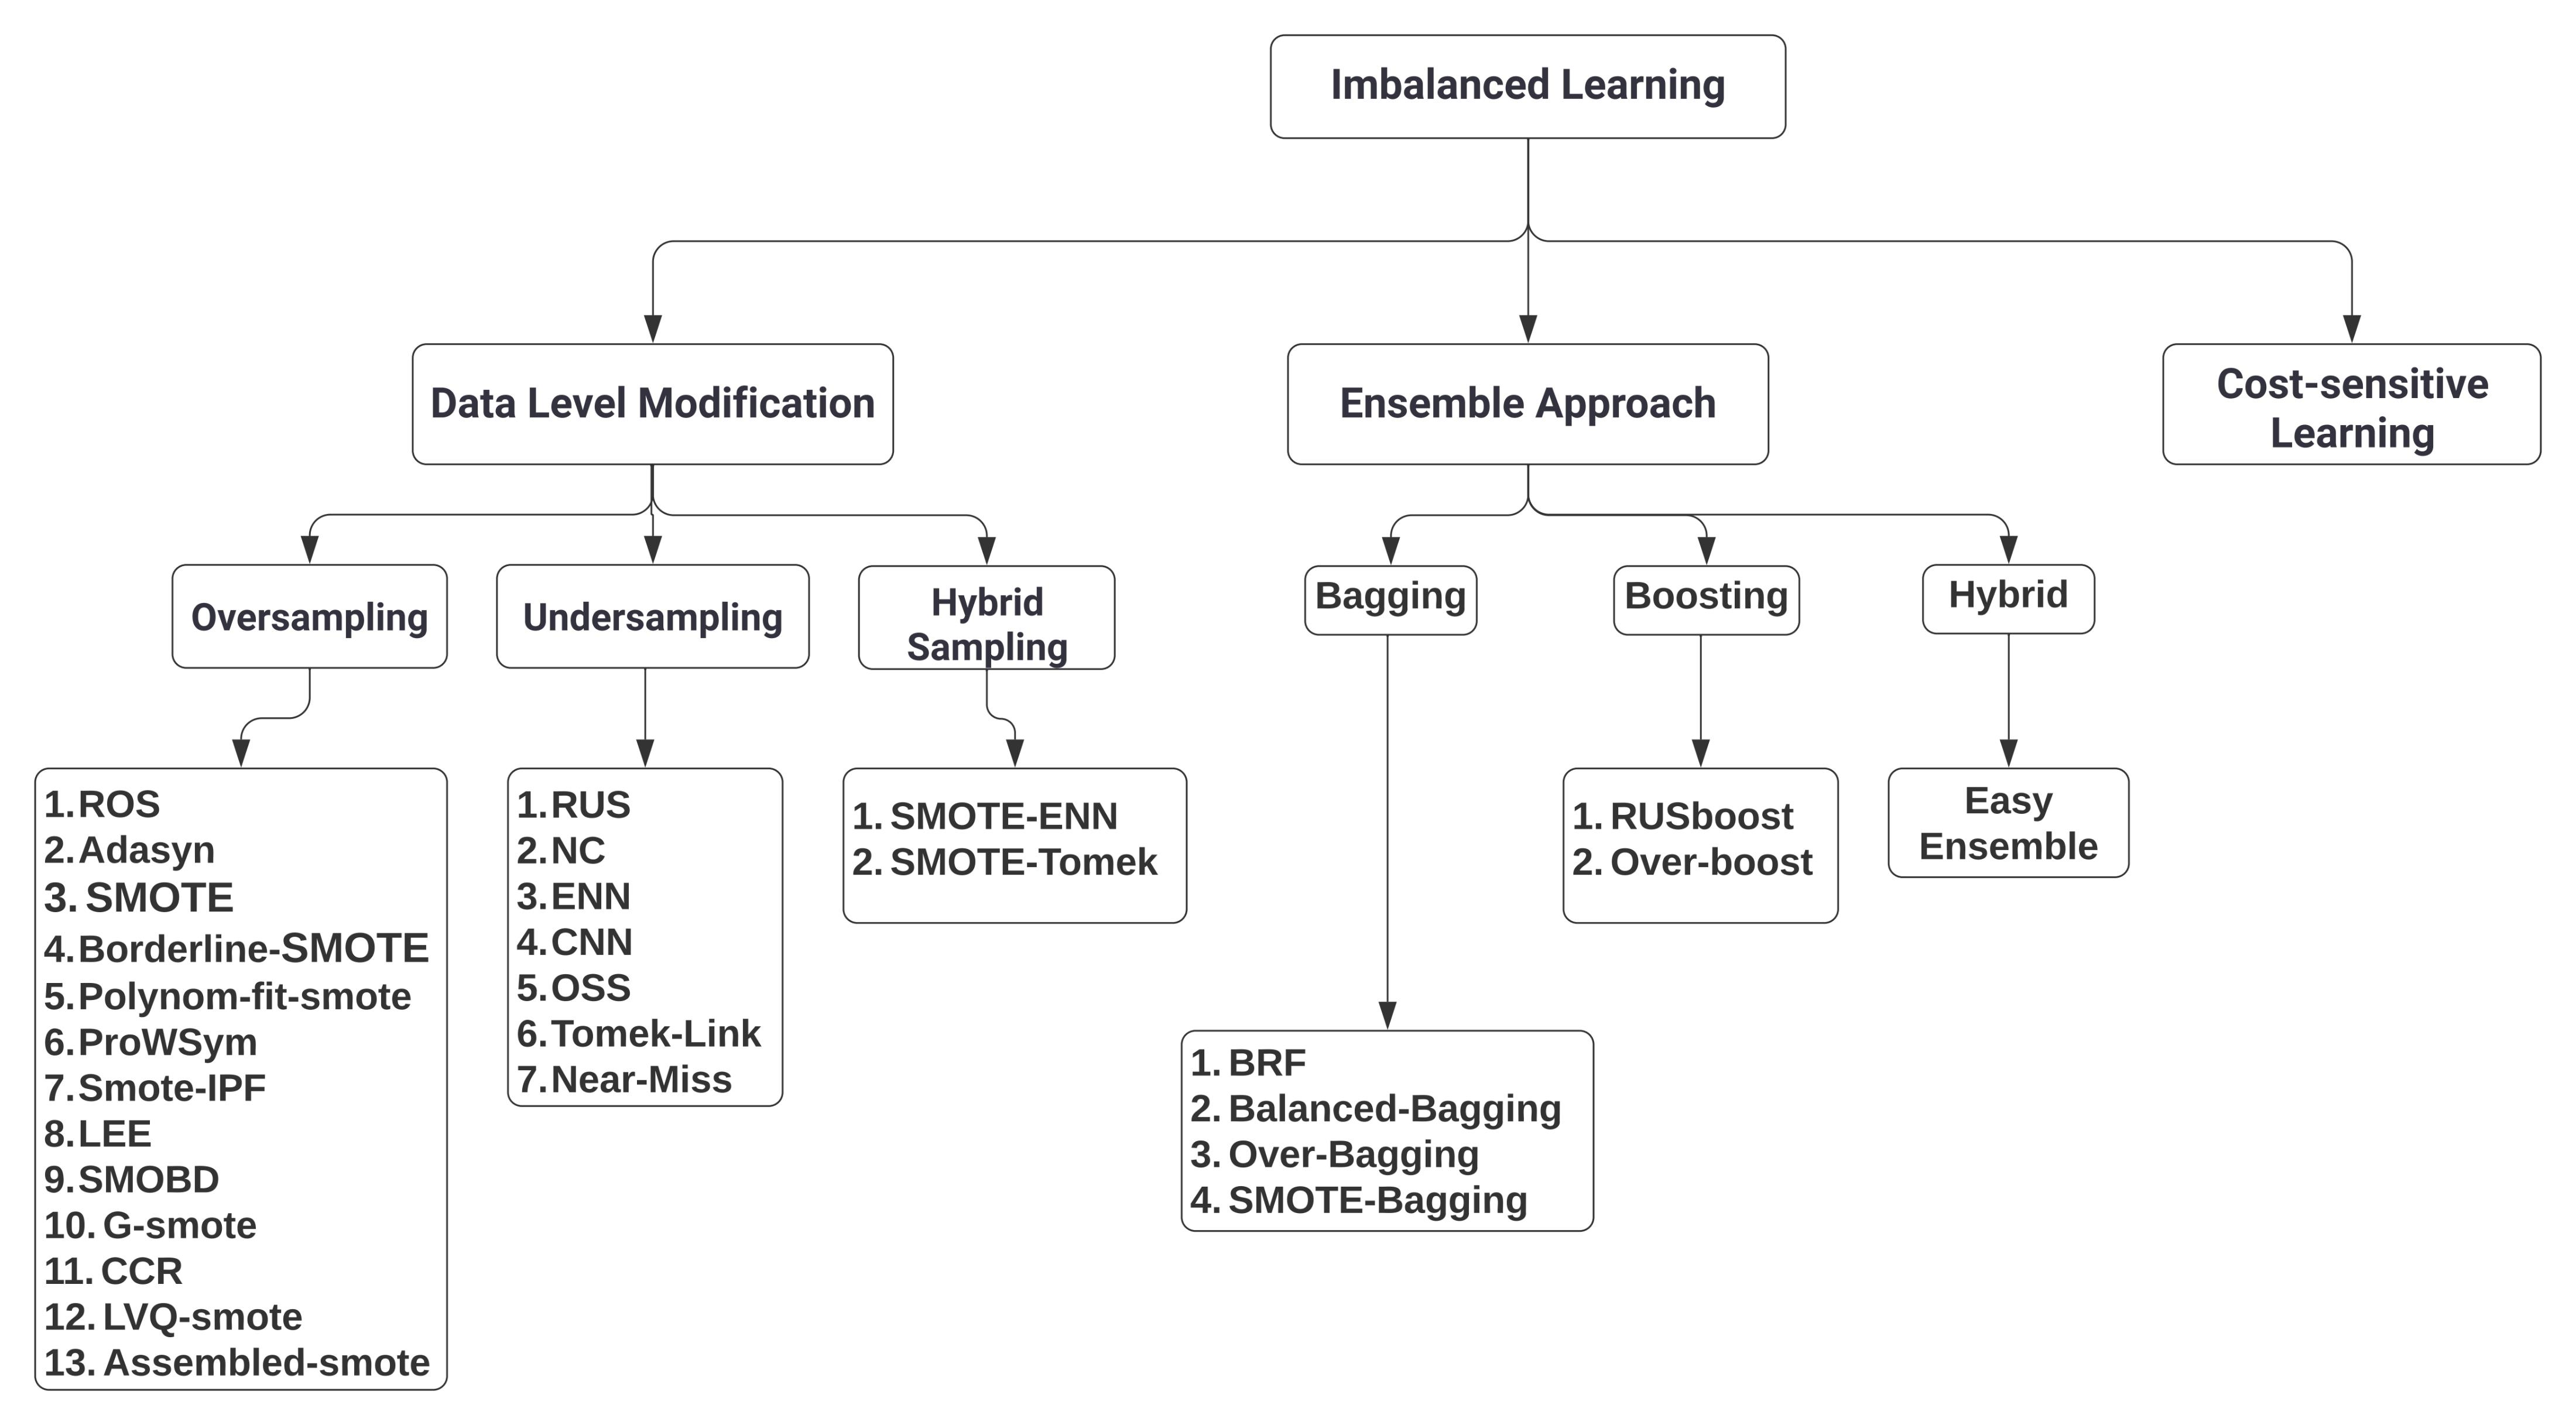 Imbalanced Learning
Data Level Modification
Ensemble Approach
Cost-sensitive
Learning
Oversampling
Undersampling
Hybrid
Sampling
Bagging
Boosting
Hybrid
1.ROS
2.Adasyn
3. SMOTE
4.Borderline-SMOTE
5.Polynom-fit-smote
6.ProWSym
7.Smote-IPF
8.LEE
9.SMOBD
10. G-smote
11. CCR
12. LVQ-smote
13. Assembled-smote
1.RUS
2.NC
3.ENN
4.CNN
5.OSS
6.Tomek-Link
7.Near-Miss
1. SMOTE-ENN
2. SMOTE-Tomek
1. BRF
2. Balanced-Bagging
3. Over-Bagging
4. SMOTE-Bagging
1. RUSboost
2. Over-boost
Easy
Ensemble